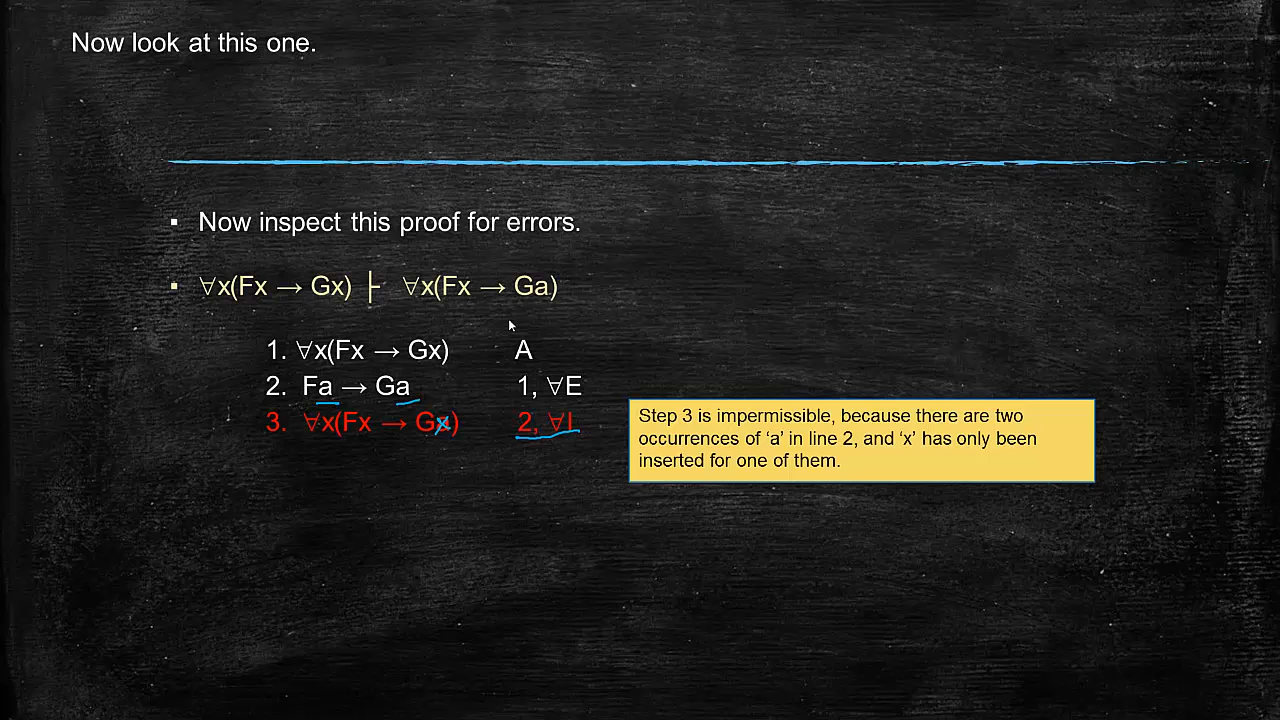 Now look at this one.
▪ Now inspect this proof for errors.
▪ ∀x(Fx → Gx) ├ ∀x(Fx → Ga)
1. ∀x(Fx → Gx) A
2. Fa → Ga 1, ∀E
3. ∀x(Fx → Ga) 2, ∀I
Step 3 is impermissible, because there are two
occurrences of ‘a’ in line 2, and ‘x’ has only been
inserted for one of them.